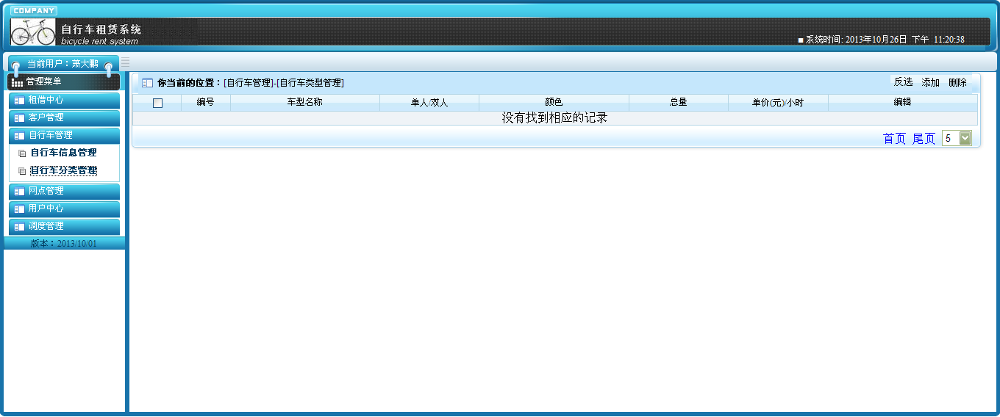 COMPANY
自行车租赁系统
bicycle rent system
■ 系统时间: 2013年10月26日 下午 11:20:38
当前用户：萧大鹏
管理菜单
租借中心
客户管理
自行车管理
自行车信息管理
自行车分类管理
网点管理
用户中心
调度管理
版本：2013/10/01
你当前的位置：[自行车管理]-[自行车类型管理]
反选 添加 删除
编号 车型名称 单人/双人 颜色 总量 单价(元)/小时 编辑
没有找到相应的记录
首页 尾页 5